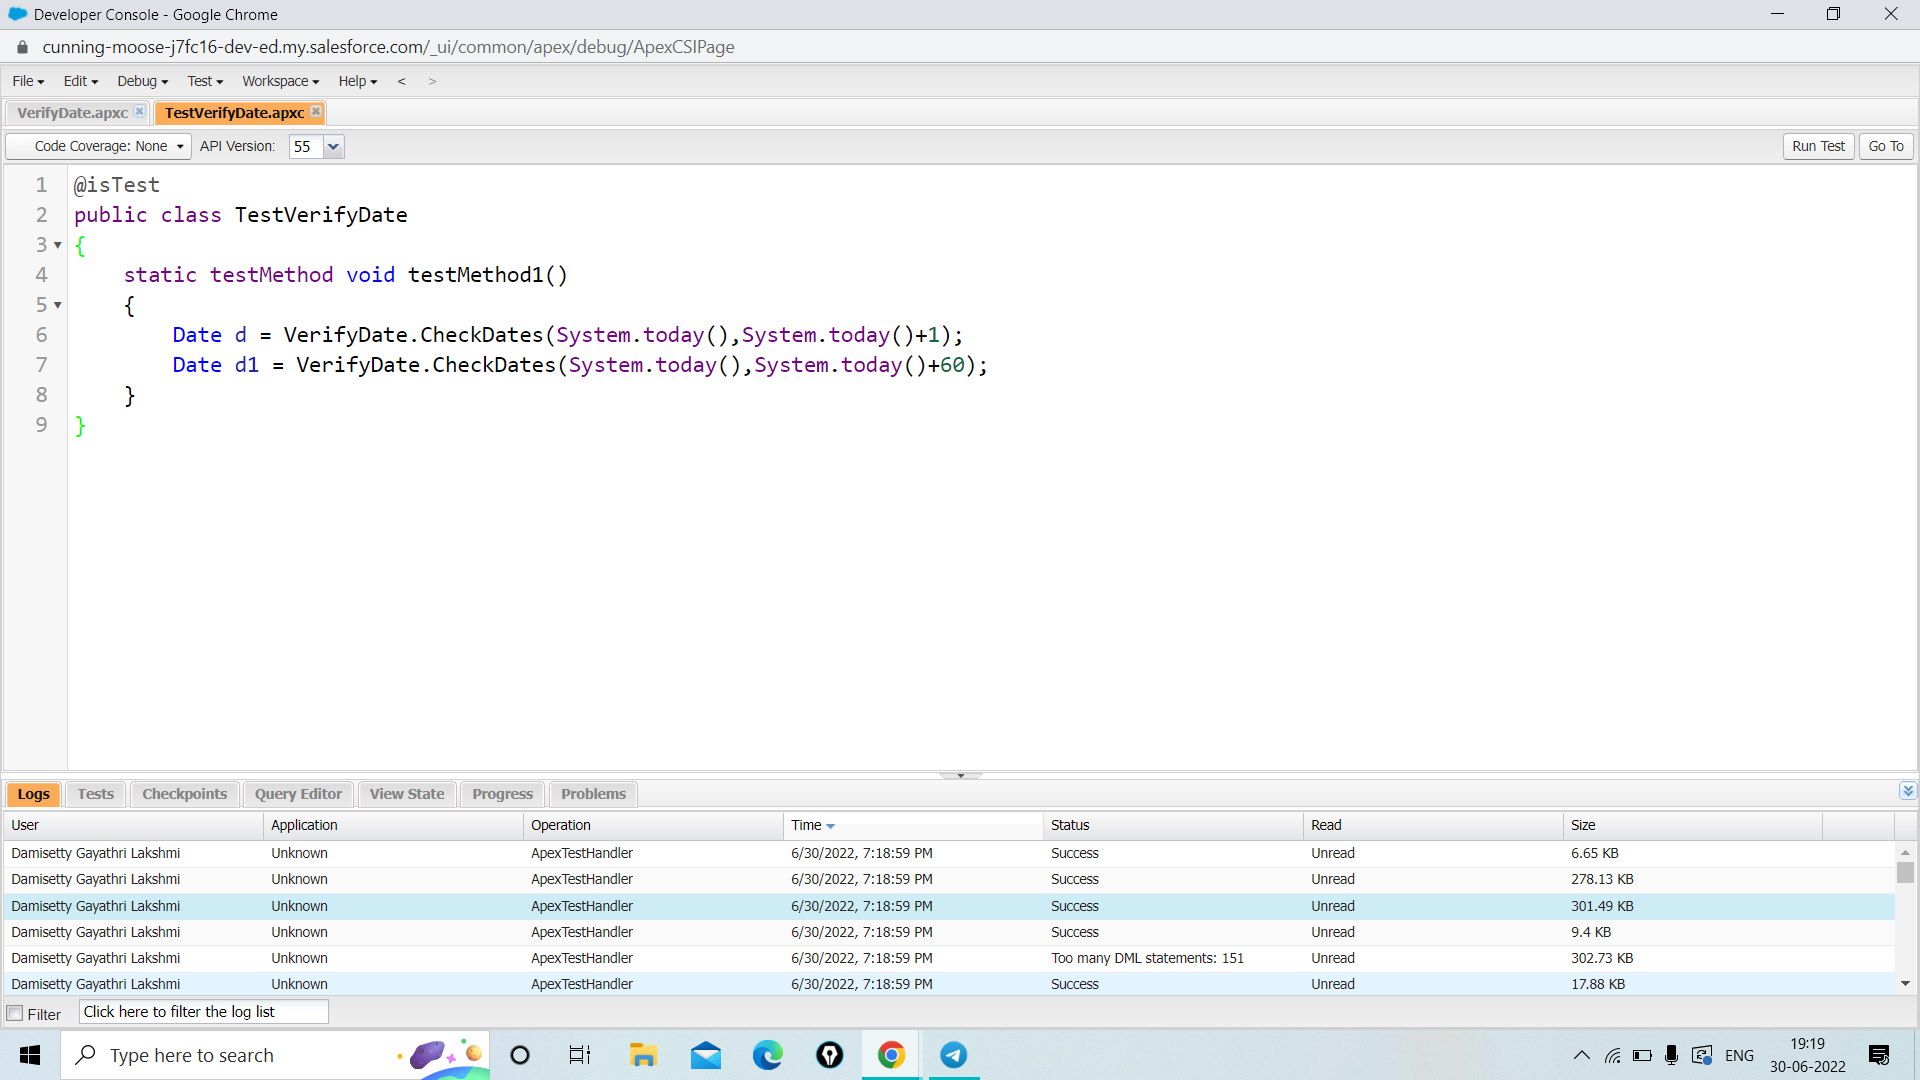 Developer Console - Google Chrome
cunning-moose-j7fc16-dev-ed.my.salesforce.com/_ui/common/apex/debug/ApexCSIPage
File Edit Debug Test Workspace Help < >
VerifyDate.apxc TestVerifyDate.apxc
Code Coverage: None API Version: 55 Run Test Go To
1 @isTest
2 public class TestVerifyDate
3 {
4 static testMethod void testMethod1()
5 {
6 Date d = VerifyDate.CheckDates(System.today(),System.today()+1);
7 Date d1 = VerifyDate.CheckDates(System.today(),System.today()+60);
8 }
9 }
Logs Tests Checkpoints Query Editor View State Progress Problems
User Application Operation Time Status Read Size
Damisetty Gayathri Lakshmi Unknown ApexTestHandler 6/30/2022, 7:18:59 PM Success Unread 6.65 KB
Damisetty Gayathri Lakshmi Unknown ApexTestHandler 6/30/2022, 7:18:59 PM Success Unread 278.13 KB
Damisetty Gayathri Lakshmi Unknown ApexTestHandler 6/30/2022, 7:18:59 PM Success Unread 301.49 KB
Damisetty Gayathri Lakshmi Unknown ApexTestHandler 6/30/2022, 7:18:59 PM Success Unread 9.4 KB
Damisetty Gayathri Lakshmi Unknown ApexTestHandler 6/30/2022, 7:18:59 PM Too many DML statements: 151 Unread 302.73 KB
Damisetty Gayathri Lakshmi Unknown ApexTestHandler 6/30/2022, 7:18:59 PM Success Unread 17.88 KB
Filter Click here to filter the log list
Type here to search ENG 19:19
30-06-2022